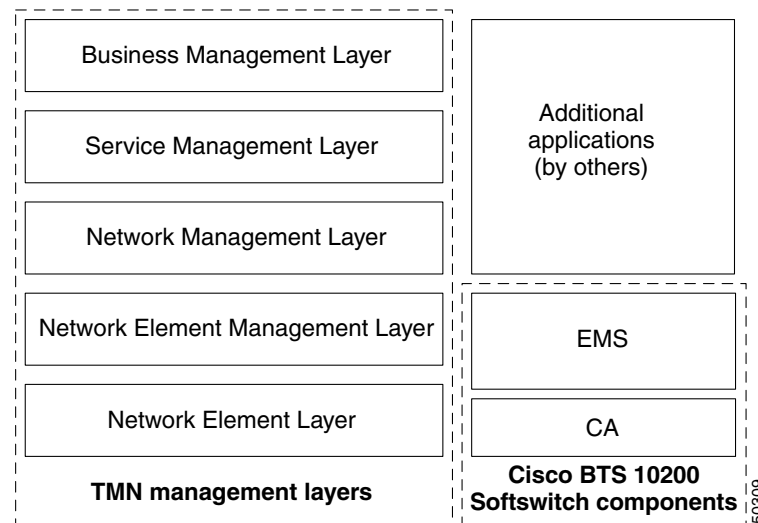 Business Management Layer
Service Management Layer
Network Management Layer
Network Element Management Layer
Network Element Layer
TMN management layers
Additional
applications
(by others)
EMS
CA
Cisco BTS 10200
Softswitch components
50309